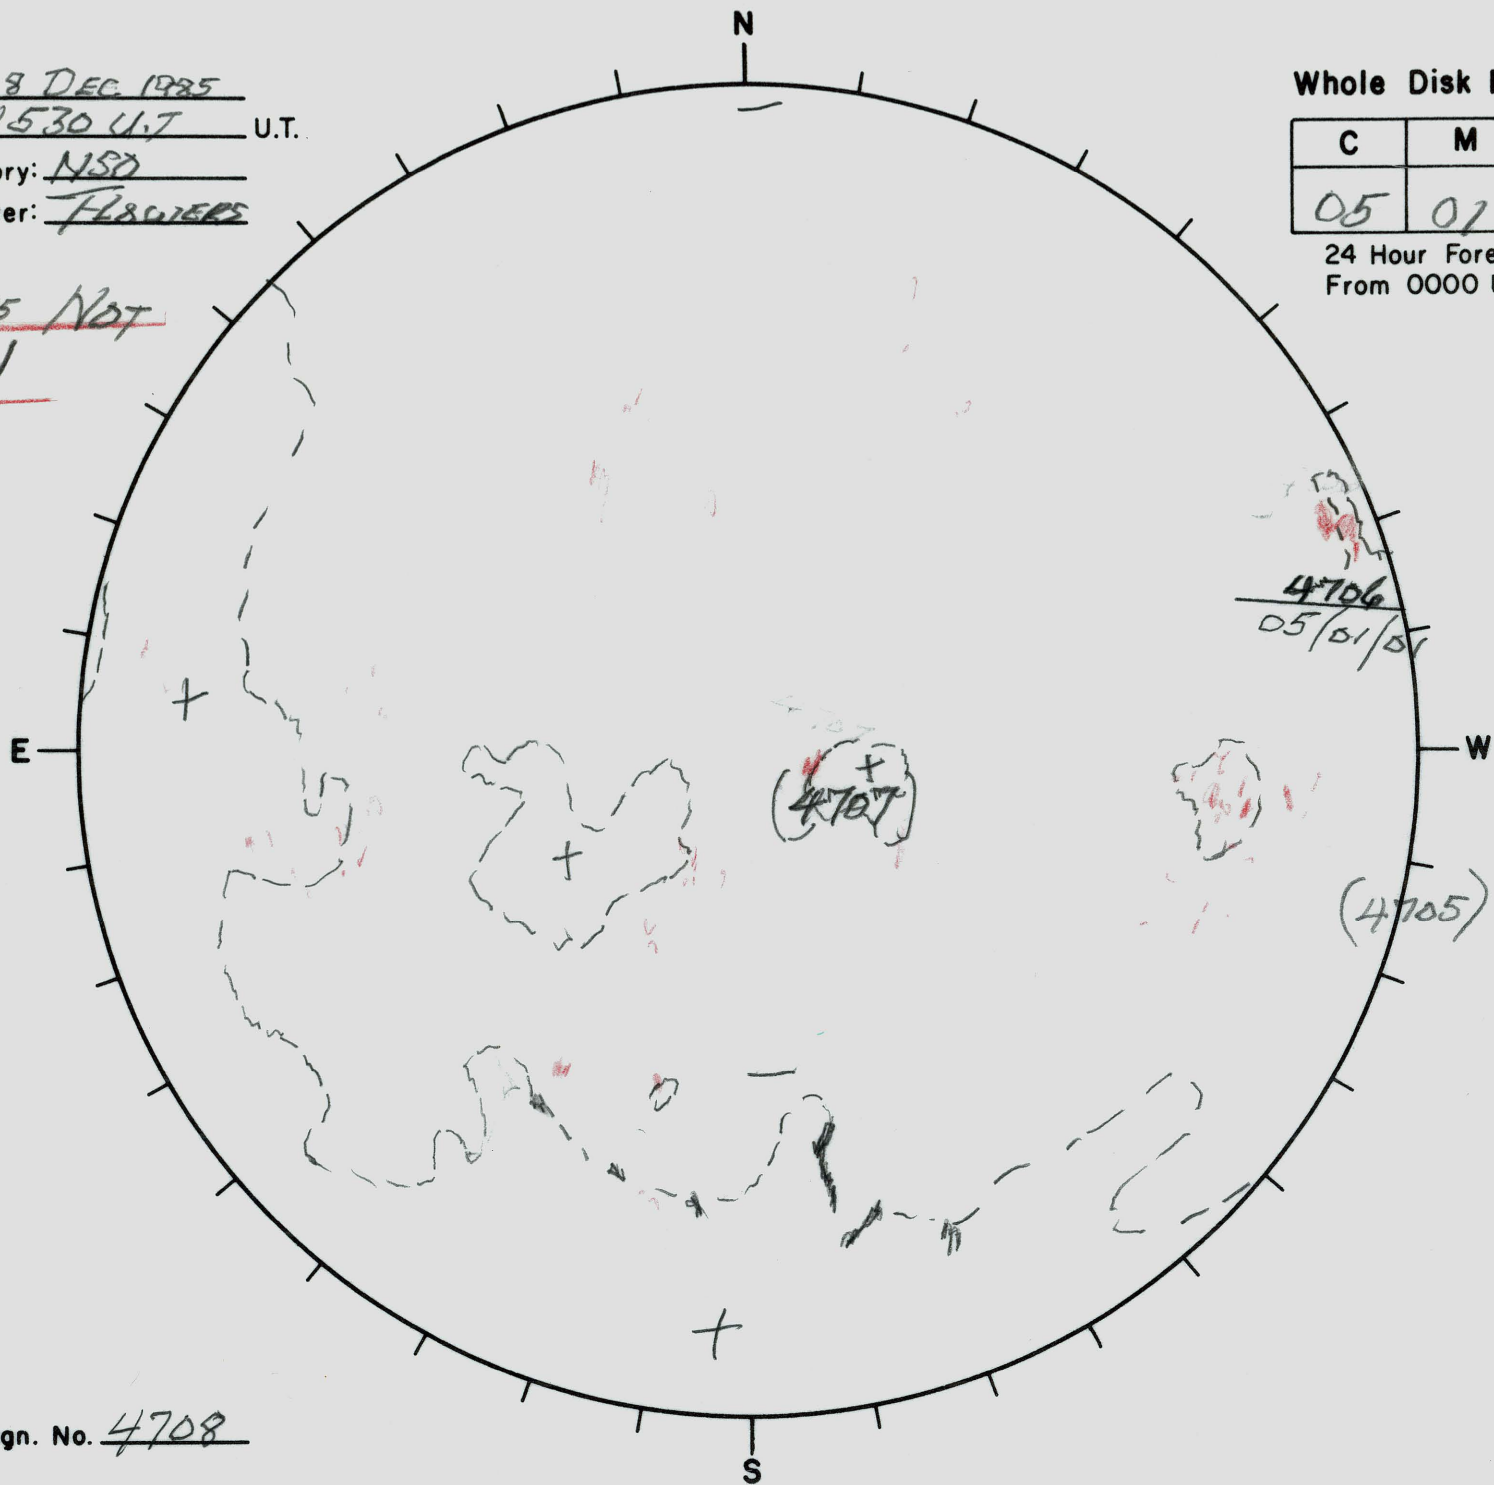 N
8 DEC 1985
1530 U.T U.T.
ory: NSO
er: FLOWERS
5 NOT
Whole Disk
C M
05 01
24 Hour Fore
From 0000 U
4706
05/01/01
E
W
(4707)
(4705)
gn. No. 4708
S